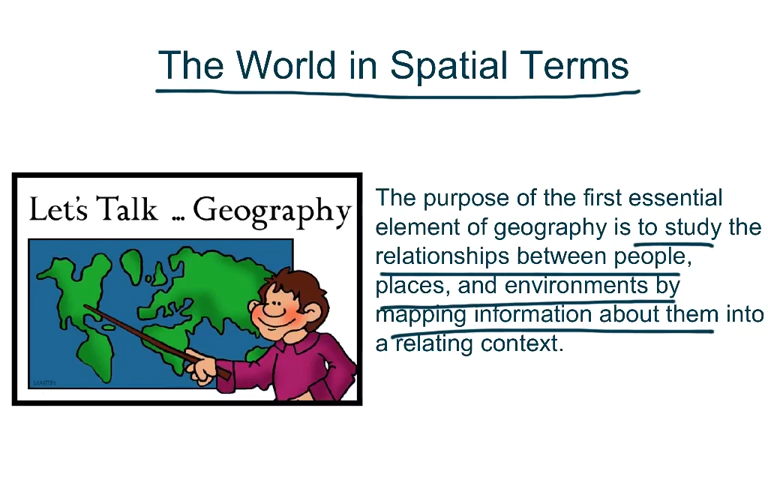 The World in Spatial Terms
Let's Talk ... Geography
The purpose of the first essential
element of geography is to study the
relationships between people,
places, and environments by
mapping information about them into
a relating context.
MARTIN